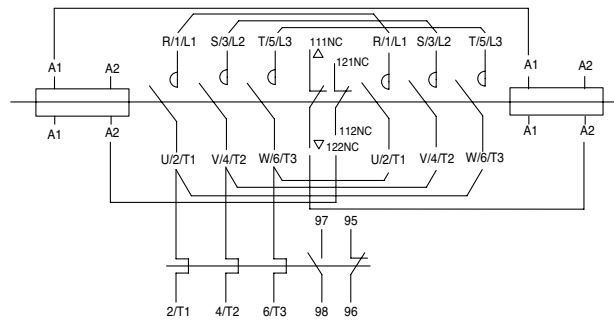 R/1/L1 S/3/L2 T/5/L3 111NC R/1/L1 S/3/L2 T/5/L3
A1 A2 121NC A1 A2
A1 A2 112NC A1 A2
122NC
U/2/T1 V/4/T2 W/6/T3 U/2/T1 V/4/T2 W/6/T3
97 95
2/T1 4/T2 6/T3 98 96